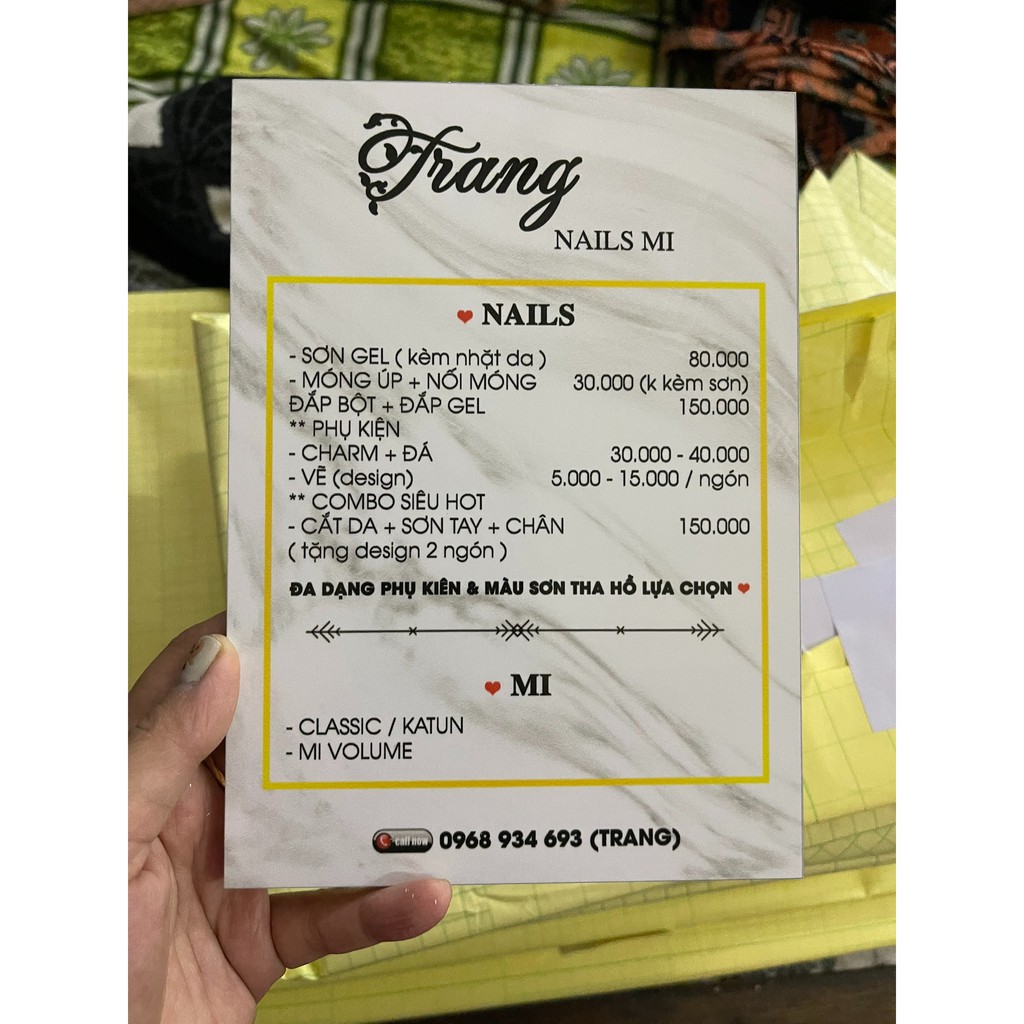 Trang
NAILS MI
NAILS
- SƠN GEL ( kèm nhặt da ) 80.000
- MÓNG ÚP + NỐI MÓNG 30.000 (k kèm sơn)
ĐẮP BỘT + ĐẮP GEL 150.000
** PHỤ KIỆN
- CHARM + ĐÁ 30.000 - 40.000
- VẼ (design) 5.000 - 15.000 / ngón
** COMBO SIÊU HOT
- CẮT DA + SƠN TAY + CHÂN 150.000
( tặng design 2 ngón )
ĐA DẠNG PHỤ KIÊN & MÀU SƠN THA HỒ LỰA CHỌN
MI
- CLASSIC / KATUN
- MI VOLUME
call now 0968 934 693 (TRANG)